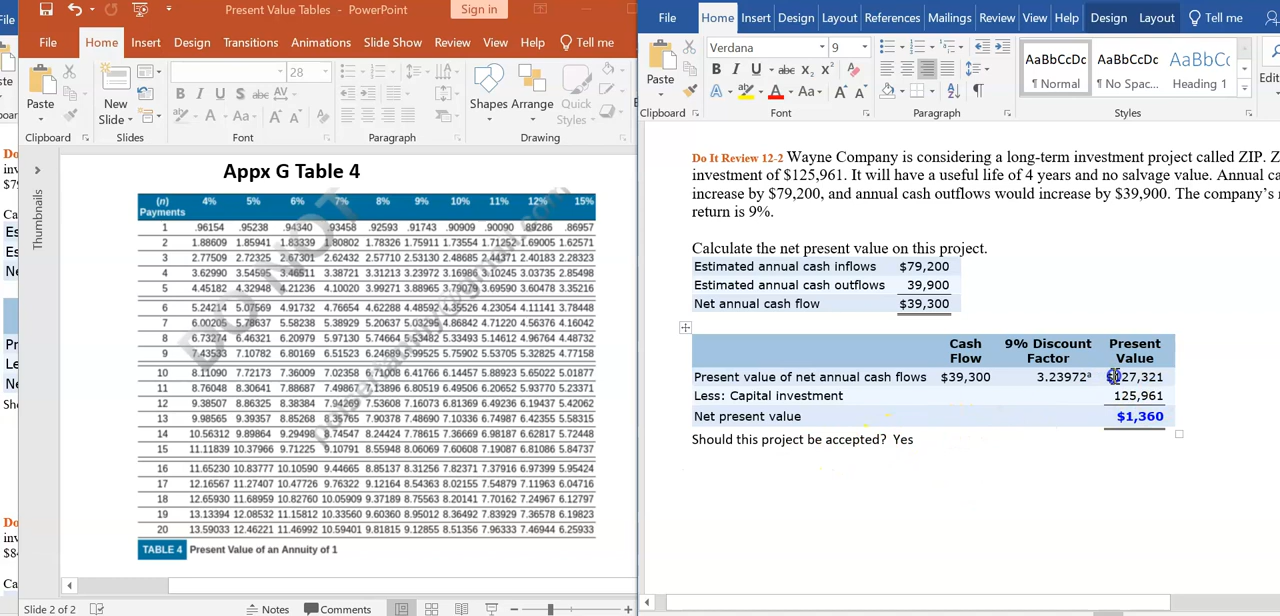 Present Value Tables - PowerPoint
Sign in
File Home Insert Design Transitions Animations Slide Show Review View Help Tell me
Paste
New
Slide
28
Shapes Arrange Quick
Styles
Clipboard Slides Font Paragraph Drawing
Thumbnails
Appx G Table 4
(n)
Payments 4% 5% 6% 7% 8% 9% 10% 11% 12% 15%
1 .96154 .95238 .94340 .93458 .92593 .91743 .90909 .90090 .89286 .86957
2 1.88609 1.85941 1.83339 1.80802 1.78326 1.75911 1.73554 1.71252 1.69005 1.62571
3 2.77509 2.72325 2.67301 2.62432 2.57710 2.53130 2.48685 2.44371 2.40183 2.28323
4 3.62990 3.54595 3.46511 3.38721 3.31213 3.23972 3.16986 3.10245 3.03735 2.85498
5 4.45182 4.32948 4.21236 4.10020 3.99271 3.88965 3.79079 3.69590 3.60478 3.35216
6 5.24214 5.07569 4.91732 4.76654 4.62288 4.48592 4.35526 4.23054 4.11141 3.78448
7 6.00205 5.78637 5.58238 5.38929 5.20637 5.03295 4.86842 4.71220 4.56376 4.16042
8 6.73274 6.46321 6.20979 5.97130 5.74664 5.53482 5.33493 5.14612 4.96764 4.48732
9 7.43533 7.10782 6.80169 6.51523 6.24689 5.99525 5.75902 5.53705 5.32825 4.77158
10 8.11090 7.72173 7.36009 7.02358 6.71008 6.41766 6.14457 5.88923 5.65022 5.01877
11 8.76048 8.30641 7.88687 7.49867 7.13896 6.80519 6.49506 6.20652 5.93770 5.23371
12 9.38507 8.86325 8.38384 7.94269 7.53608 7.16073 6.81369 6.49236 6.19437 5.42062
13 9.98565 9.39357 8.85268 8.35765 7.90378 7.48690 7.10336 6.74987 6.42355 5.58315
14 10.56312 9.89864 9.29498 8.74547 8.24424 7.78615 7.36669 6.98187 6.62817 5.72448
15 11.11839 10.37966 9.71225 9.10791 8.55948 8.06069 7.60608 7.19087 6.81086 5.84737
16 11.65230 10.83777 10.10590 9.44665 8.85137 8.31256 7.82371 7.37916 6.97399 5.95424
17 12.16567 11.27407 10.47726 9.76322 9.12164 8.54363 8.02155 7.54879 7.11963 6.04716
18 12.65930 11.68959 10.82760 10.05909 9.37189 8.75563 8.20141 7.70162 7.24967 6.12797
19 13.13394 12.08532 11.15812 10.33560 9.60360 8.95012 8.36492 7.83929 7.36578 6.19823
20 13.59033 12.46221 11.46992 10.59401 9.81815 9.12855 8.51356 7.96333 7.46944 6.25933
TABLE 4 Present Value of an Annuity of 1
DO NOT
Slide 2 of 2 Notes Comments
File Home Insert Design Layout References Mailings Review View Help Design Layout Tell me
Paste
Verdana 9
AaBbCcDc AaBbCcDc AaBbCc
¶ Normal ¶ No Spac... Heading 1
Clipboard Font Paragraph Styles
Do It Review 12-2 Wayne Company is considering a long-term investment project called ZIP.
investment of $125,961. It will have a useful life of 4 years and no salvage value. Annual ca
increase by $79,200, and annual cash outflows would increase by $39,900. The company's
return is 9%.
Calculate the net present value on this project.
Estimated annual cash inflows $79,200
Estimated annual cash outflows 39,900
Net annual cash flow $39,300
Cash
Flow 9% Discount
Factor Present
Value
Present value of net annual cash flows $39,300 3.23972ᵃ 27,321
Less: Capital investment 125,961
Net present value $1,360
Should this project be accepted? Yes